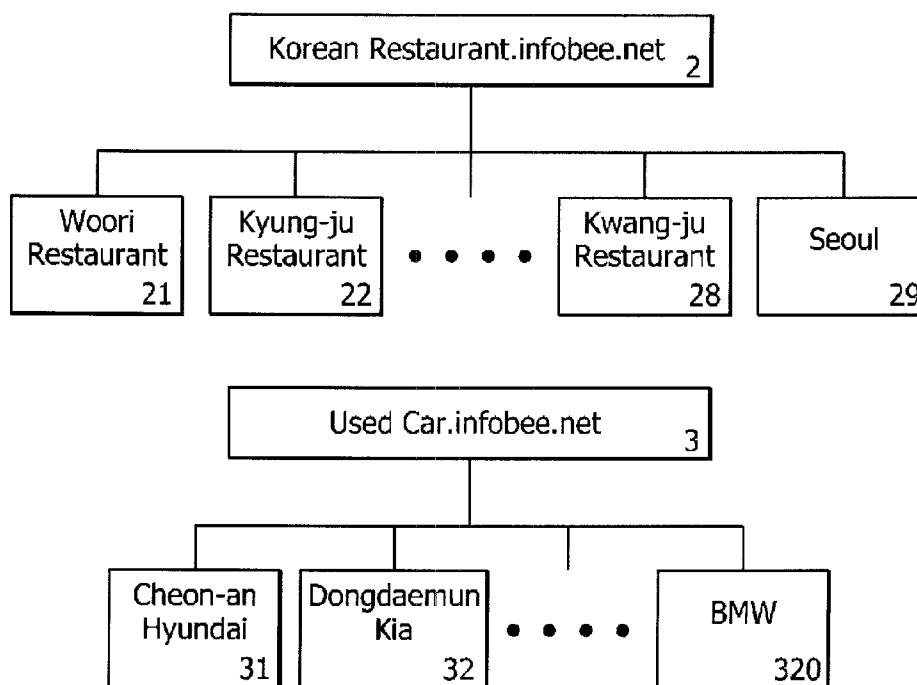 Korean Restaurant.infobee.net
2
Woori
Restaurant
21
Kyung-ju
Restaurant
22
Kwang-ju
Restaurant
28
Seoul
29
Used Car.infobee.net
3
Cheon-an
Hyundai
31
Dongdaemun
Kia
32
BMW
320